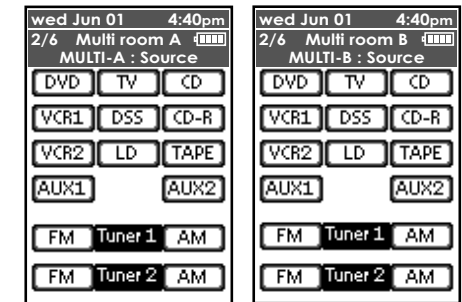 wed Jun 01 4:40pm
2/6 Multi room A
MULTI-A : Source
DVD TV CD
VCR1 DSS CD-R
VCR2 LD TAPE
AUX1 AUX2
FM Tuner 1 AM
FM Tuner 2 AM
wed Jun 01 4:40pm
2/6 Multi room B
MULTI-B : Source
DVD TV CD
VCR1 DSS CD-R
VCR2 LD TAPE
AUX1 AUX2
FM Tuner 1 AM
FM Tuner 2 AM